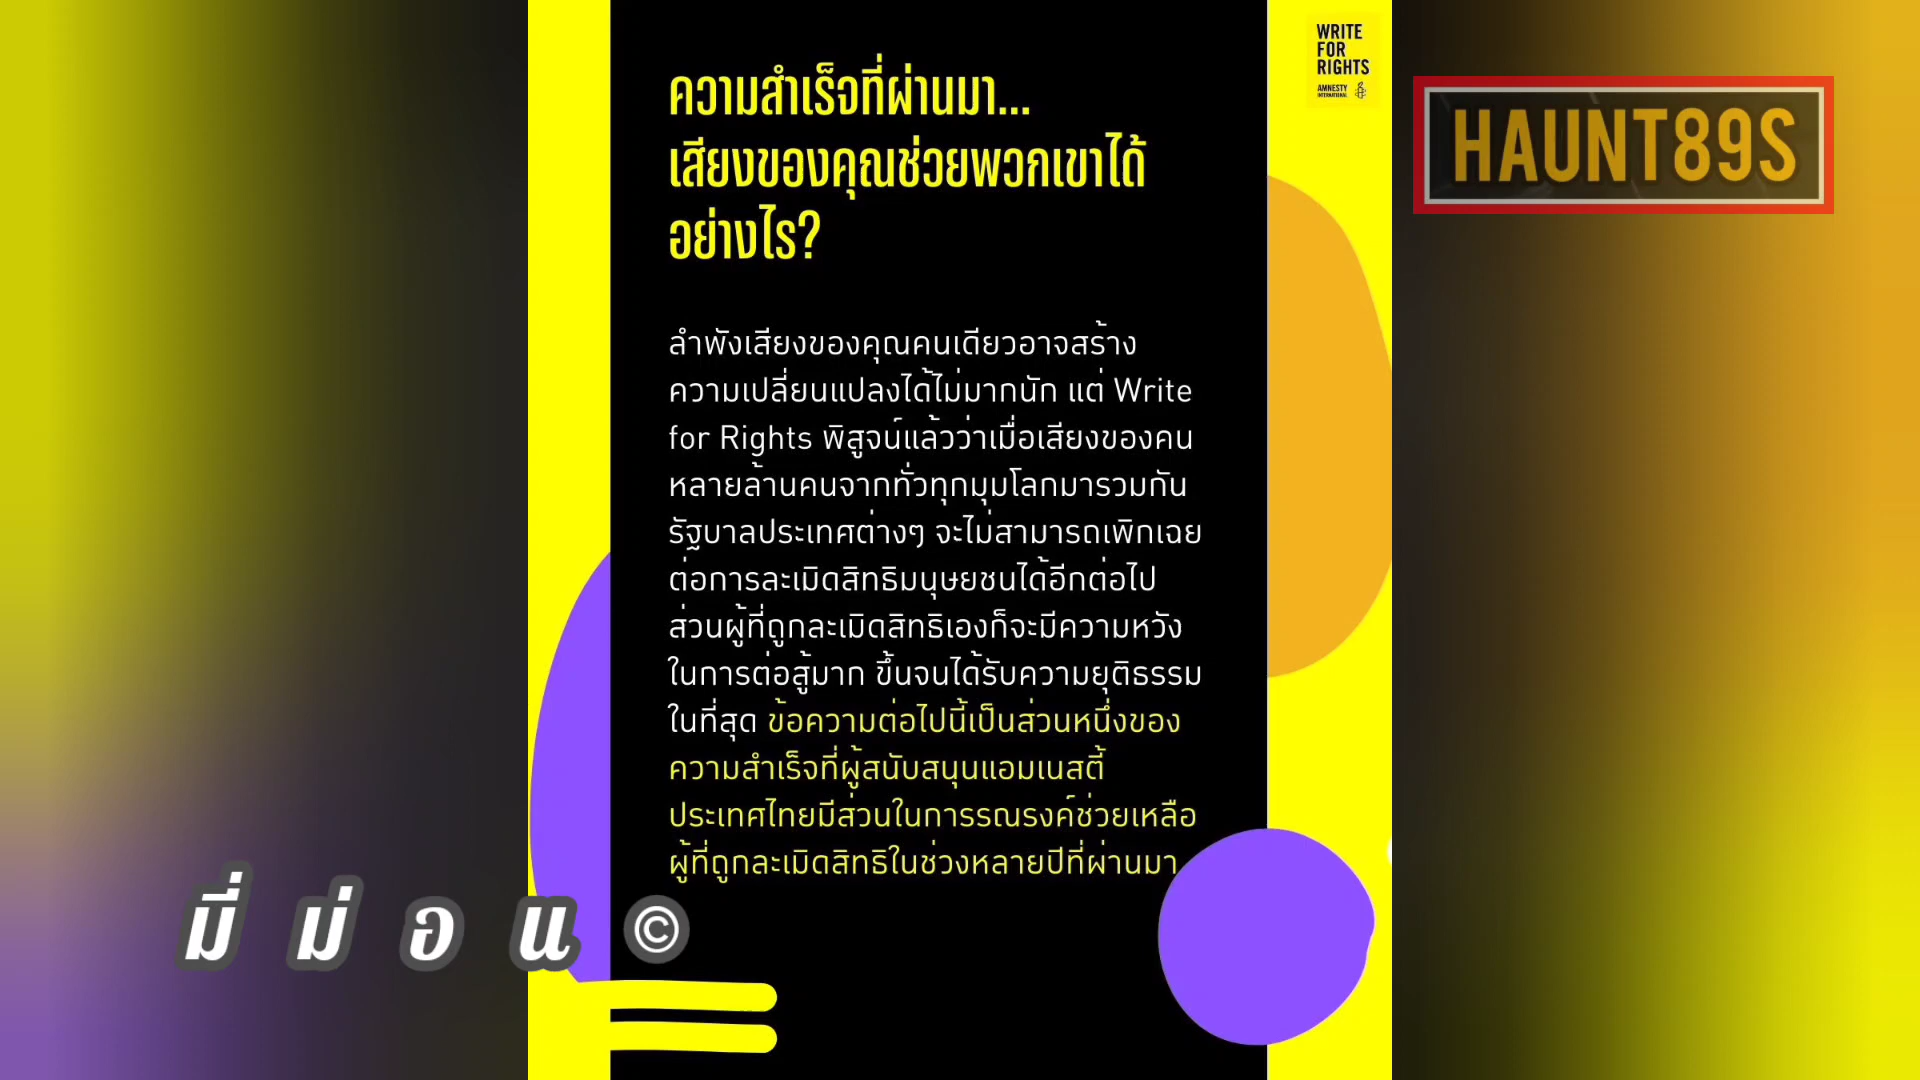 ความสำเร็จที่ผ่านมา...
เสียงของคุณช่วยพวกเขาได้
อย่างไร?
WRITE
FOR
RIGHTS
AMNESTY
INTERNATIONAL
HAUNT89S
ลำพังเสียงของคุณคนเดียวอาจสร้าง
ความเปลี่ยนแปลงได้ไม่มากนัก แต่ Write
for Rights พิสูจน์แล้วว่าเมื่อเสียงของคน
หลายล้านคนจากทั่วทุกมุมโลกมารวมกัน
รัฐบาลประเทศต่างๆ จะไม่สามารถเพิกเฉย
ต่อการละเมิดสิทธิมนุษยชนได้อีกต่อไป
ส่วนผู้ที่ถูกละเมิดสิทธิเองก็จะมีความหวัง
ในการต่อสู้มาก ขึ้นจนได้รับความยุติธรรม
ในที่สุด ข้อความต่อไปนี้เป็นส่วนหนึ่งของ
ความสำเร็จที่ผู้สนับสนุนแอมเนสตี้
ประเทศไทยมีส่วนในการรณรงค์ช่วยเหลือ
ผู้ที่ถูกละเมิดสิทธิในช่วงหลายปีที่ผ่านมา
มี่ ม่ อ น ©